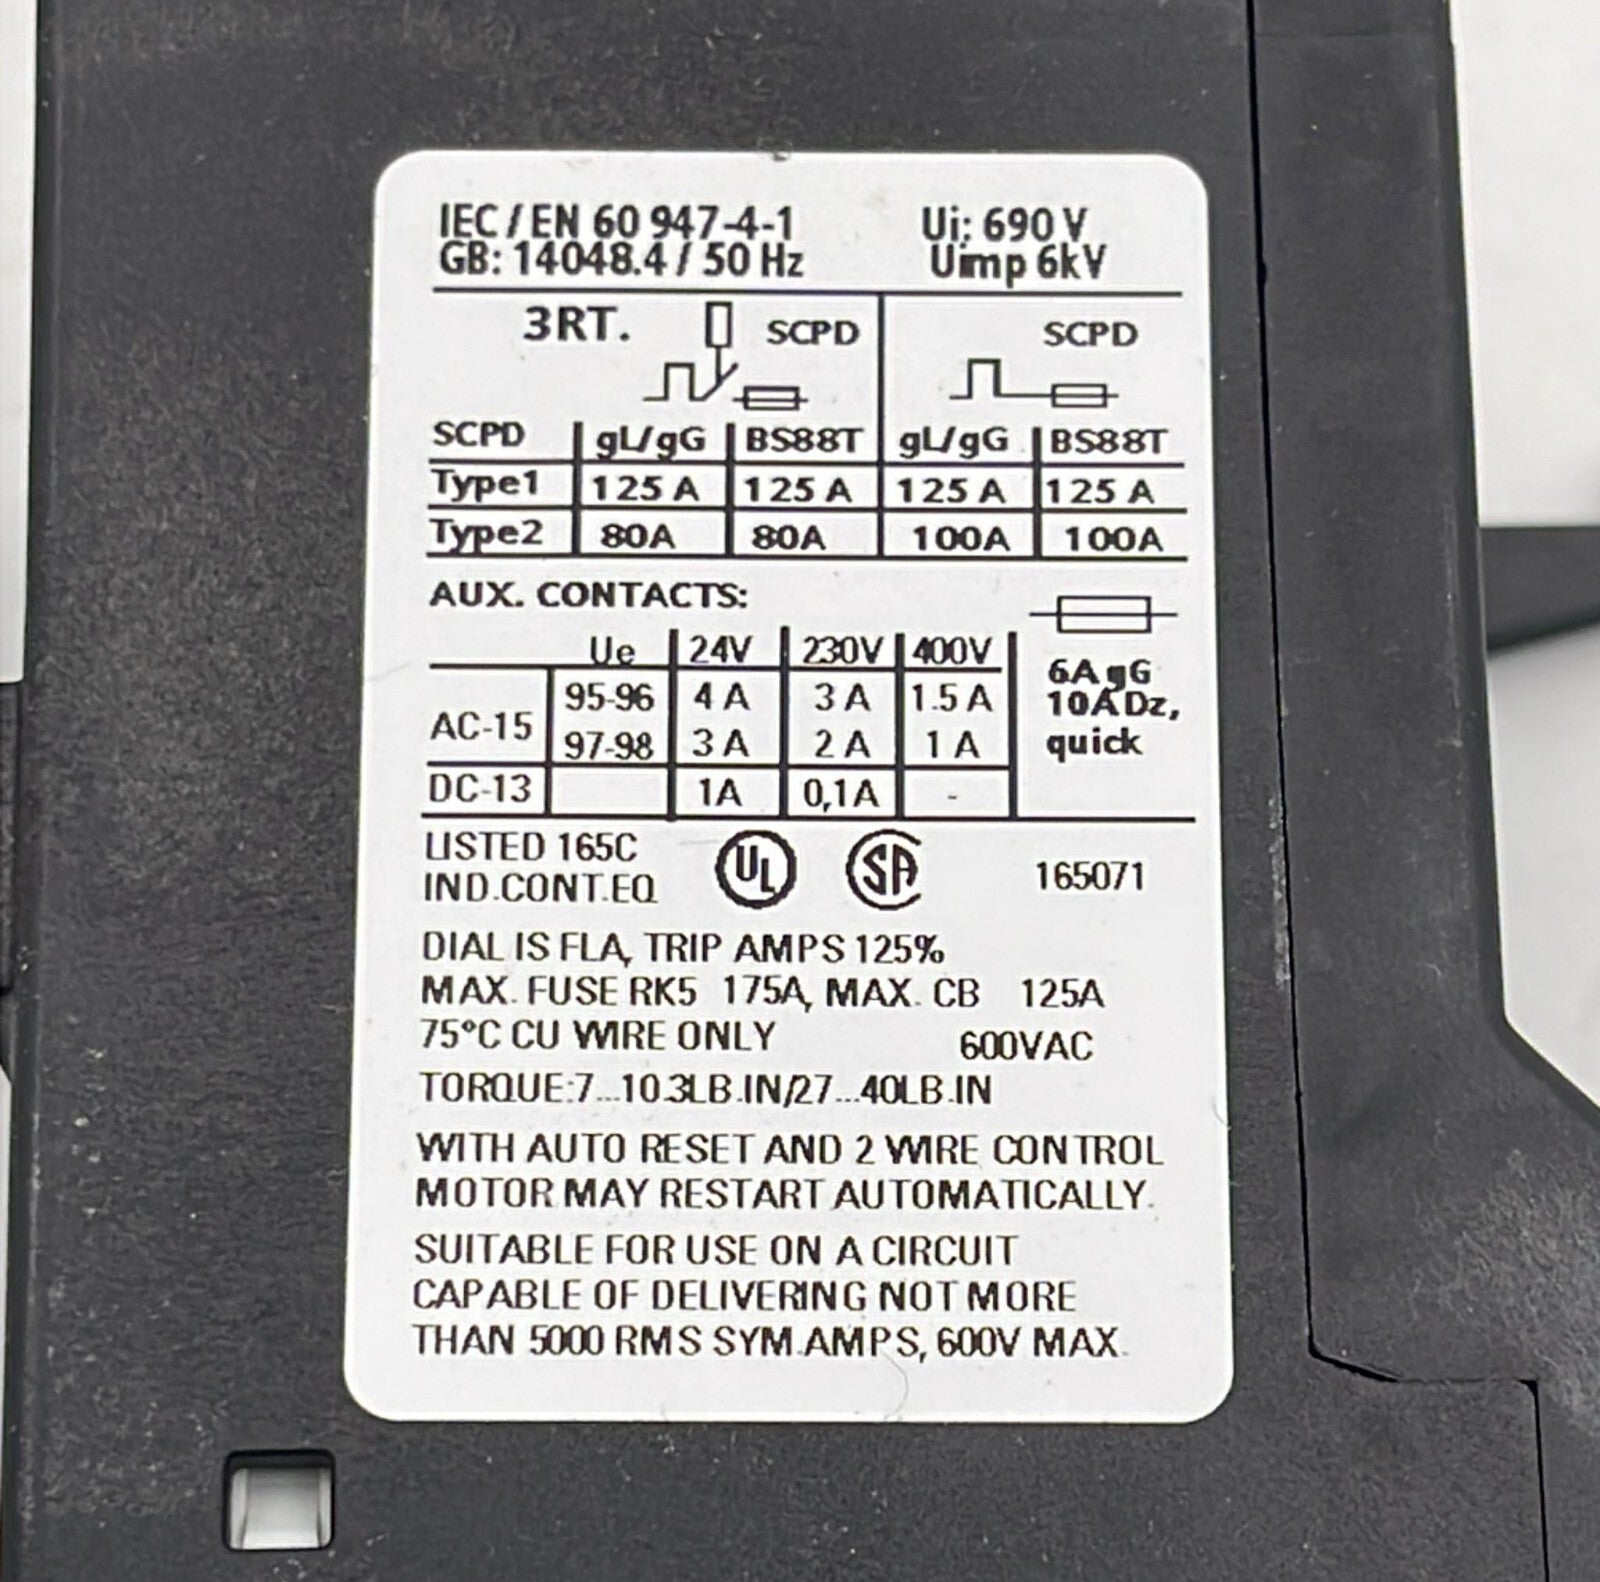 IEC / EN 60 947-4-1 Ui: 690 V
GB: 14048.4 / 50 Hz Uimp 6kV
3RT. SCPD SCPD
SCPD gL/gG BS88T gL/gG BS88T
Type1 125 A 125 A 125 A 125 A
Type2 80A 80A 100A 100A
AUX. CONTACTS:
Ue 24V 230V 400V
AC-15 95-96 4 A 3 A 1.5 A
97-98 3 A 2 A 1 A
DC-13 1A 0,1A -
6A gG
10A Dz,
quick
LISTED 165C
IND.CONT.EQ
UL
SA
165071
DIAL IS FLA, TRIP AMPS 125%
MAX. FUSE RK5 175A, MAX. CB 125A
75°C CU WIRE ONLY 600VAC
TORQUE:7...10.3LB.IN/27...40LB.IN
WITH AUTO RESET AND 2 WIRE CONTROL
MOTOR MAY RESTART AUTOMATICALLY.
SUITABLE FOR USE ON A CIRCUIT
CAPABLE OF DELIVERING NOT MORE
THAN 5000 RMS SYM.AMPS, 600V MAX.